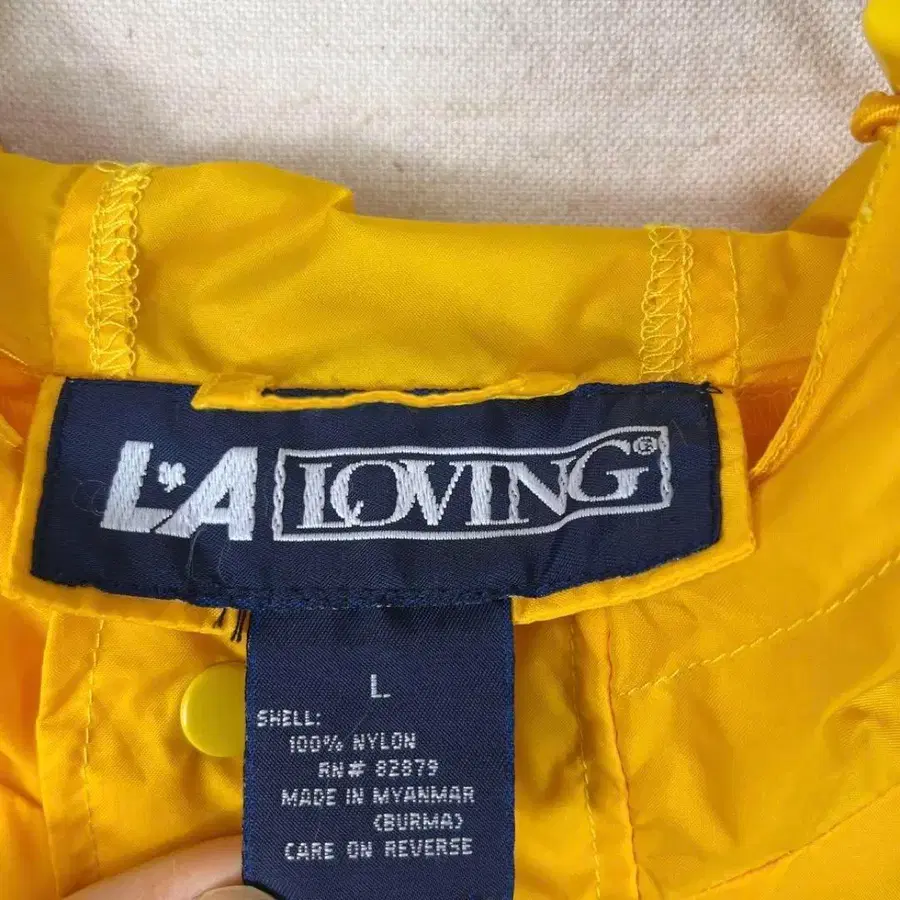 L.A LOVING®
L
SHELL:
100% NYLON
RN# 82879
MADE IN MYANMAR
(BURMA)
CARE ON REVERSE